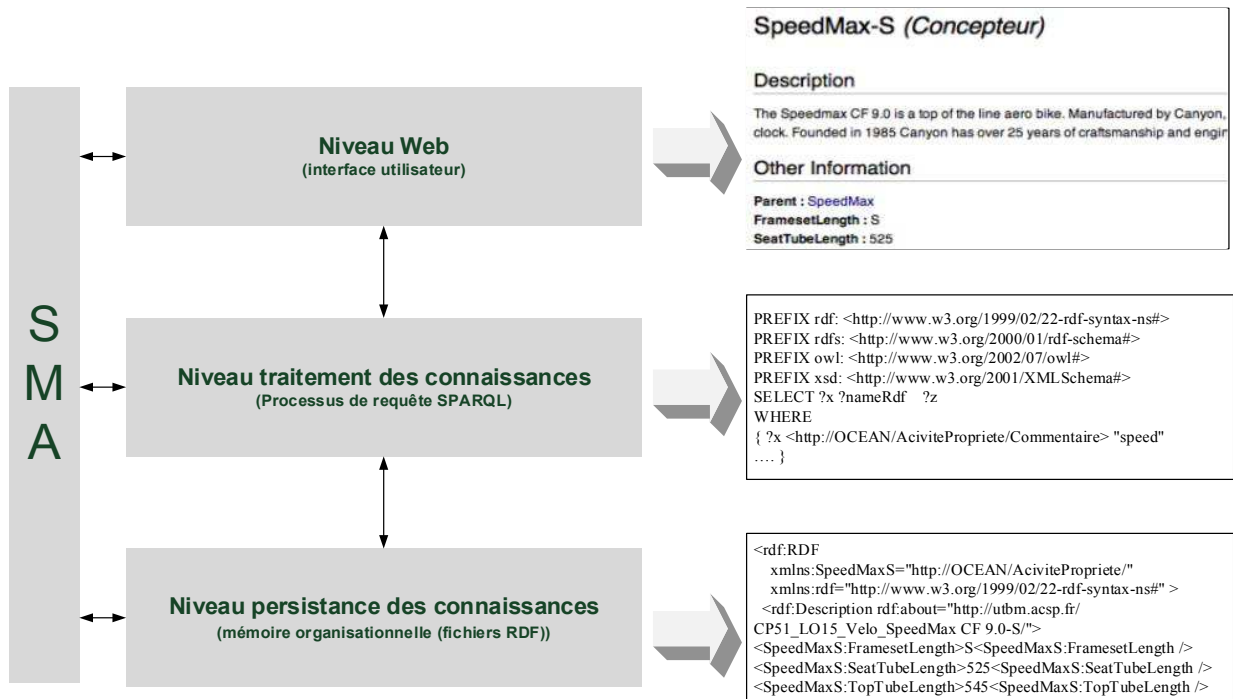 S
M
A
Niveau Web
(interface utilisateur)
SpeedMax-S (Concepteur)
Description
The Speedmax CF 9.0 is a top of the line aero bike. Manufactured by Canyon,
clock. Founded in 1985 Canyon has over 25 years of craftsmanship and engir
Other Information
Parent : SpeedMax
FramesetLength : S
SeatTubeLength : 525
Niveau traitement des connaissances
(Processus de requête SPARQL)
PREFIX rdf: <http://www.w3.org/1999/02/22-rdf-syntax-ns#>
PREFIX rdfs: <http://www.w3.org/2000/01/rdf-schema#>
PREFIX owl: <http://www.w3.org/2002/07/owl#>
PREFIX xsd: <http://www.w3.org/2001/XMLSchema#>
SELECT ?x ?nameRdf ?z
WHERE
{ ?x <http://OCEAN/AcivitePropriete/Commentaire> "speed"
.... }
Niveau persistance des connaissances
(mémoire organisationnelle (fichiers RDF))
<rdf:RDF
xmlns:SpeedMaxS="http://OCEAN/AcivitePropriete/"
xmlns:rdf="http://www.w3.org/1999/02/22-rdf-syntax-ns#" >
<rdf:Description rdf:about="http://utbm.acsp.fr/
CP51_LO15_Velo_SpeedMax CF 9.0-S/">
<SpeedMaxS:FramesetLength>S<SpeedMaxS:FramesetLength />
<SpeedMaxS:SeatTubeLength>525<SpeedMaxS:SeatTubeLength />
<SpeedMaxS:TopTubeLength>545<SpeedMaxS:TopTubeLength />